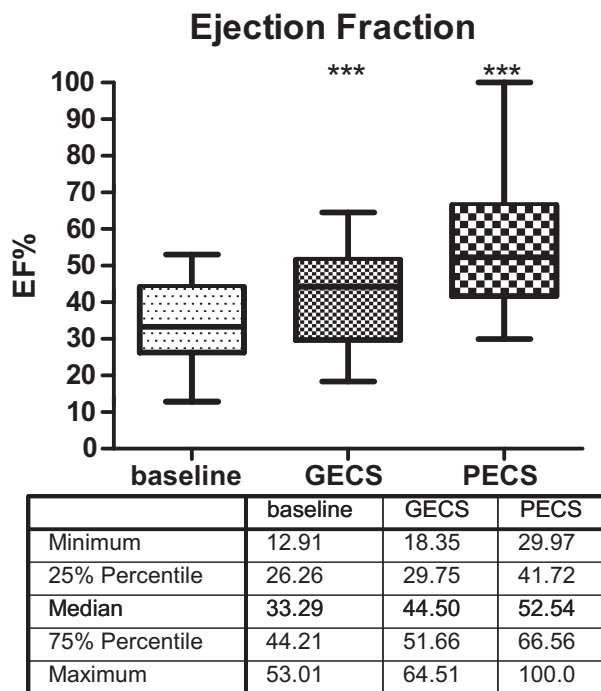 Ejection Fraction
*** ***
100
90
80
70
60
50
40
30
20
10
0
EF%
baseline GECS PECS
baseline GECS PECS
Minimum 12.91 18.35 29.97
25% Percentile 26.26 29.75 41.72
Median 33.29 44.50 52.54
75% Percentile 44.21 51.66 66.56
Maximum 53.01 64.51 100.0